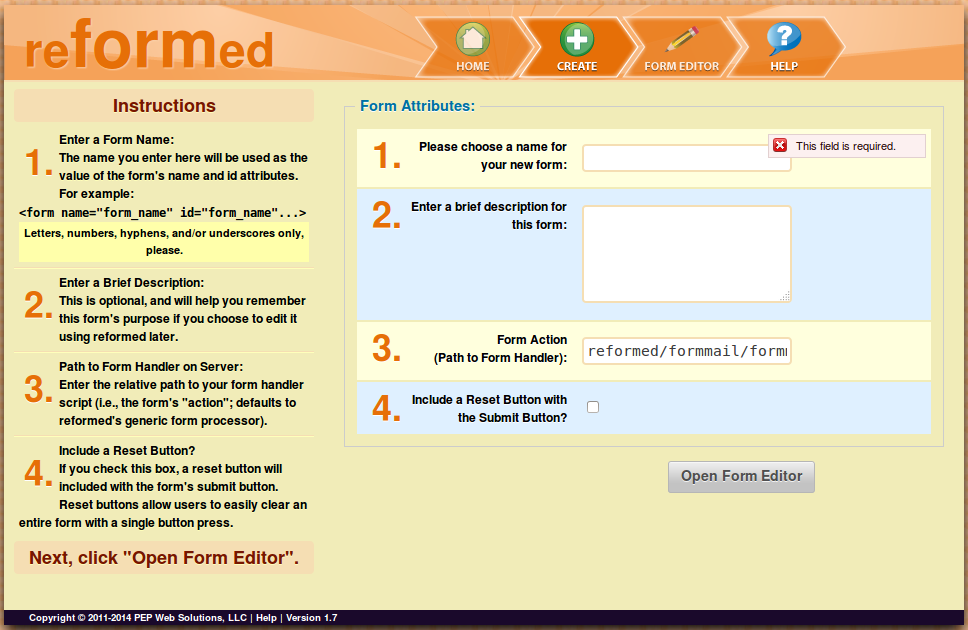 reformed
HOME
CREATE
FORM EDITOR
HELP
Instructions
1.
Enter a Form Name:
The name you enter here will be used as the
value of the form's name and id attributes.
For example:
<form name="form_name" id="form_name"...>
Letters, numbers, hyphens, and/or underscores only,
please.
2.
Enter a Brief Description:
This is optional, and will help you remember
this form's purpose if you choose to edit it
using reformed later.
3.
Path to Form Handler on Server:
Enter the relative path to your form handler
script (i.e., the form's "action"; defaults to
reformed's generic form processor).
4.
Include a Reset Button?
If you check this box, a reset button will
included with the form's submit button.
Reset buttons allow users to easily clear an
entire form with a single button press.
Next, click "Open Form Editor".
Form Attributes:
1.
Please choose a name for
your new form:
This field is required.
2.
Enter a brief description for
this form:
3.
Form Action
(Path to Form Handler):
reformed/formmail/form
4.
Include a Reset Button with
the Submit Button?
Open Form Editor
Copyright © 2011-2014 PEP Web Solutions, LLC | Help | Version 1.7